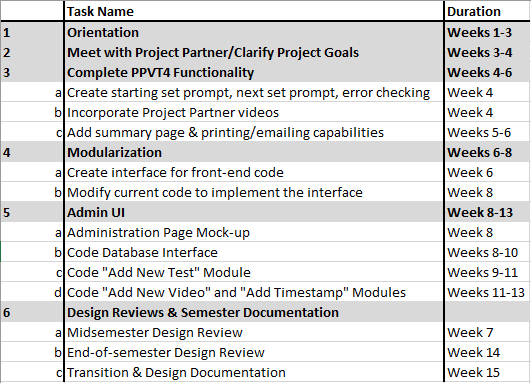 Task Name Duration
1 Orientation Weeks 1-3
2 Meet with Project Partner/Clarify Project Goals Weeks 3-4
3 Complete PPVT4 Functionality Weeks 4-6
a Create starting set prompt, next set prompt, error checking Week 4
b Incorporate Project Partner videos Week 4
c Add summary page & printing/emailing capabilities Weeks 5-6
4 Modularization Weeks 6-8
a Create interface for front-end code Week 6
b Modify current code to implement the interface Week 8
5 Admin UI Week 8-13
a Administration Page Mock-up Week 8
b Code Database Interface Weeks 8-10
c Code "Add New Test" Module Weeks 9-11
d Code "Add New Video" and "Add Timestamp" Modules Weeks 11-13
6 Design Reviews & Semester Documentation
a Midsemester Design Review Week 7
b End-of-semester Design Review Week 14
c Transition & Design Documentation Week 15